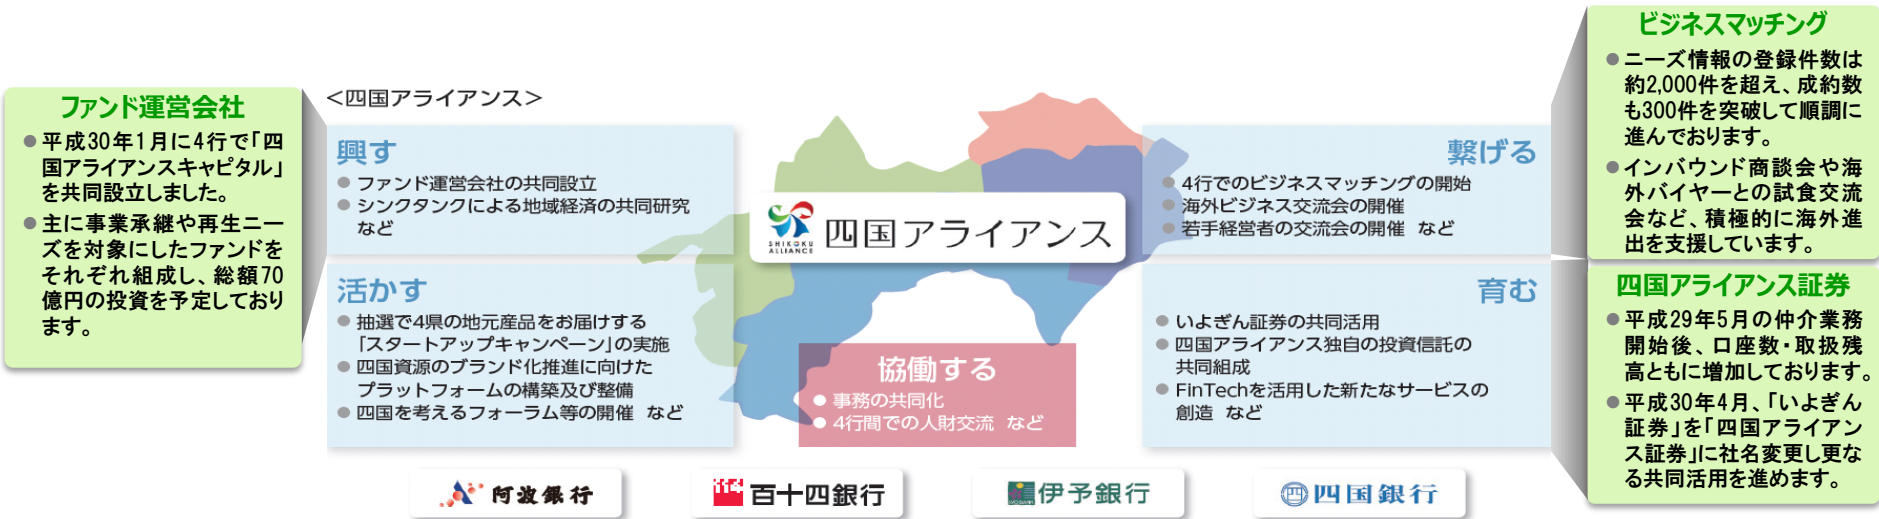 ファンド運営会社
●平成30年1月に4行で「四
国アライアンスキャピタル」
を共同設立しました。
●主に事業承継や再生ニー
ズを対象にしたファンドを
それぞれ組成し、総額70
億円の投資を予定しており
ます。
<四国アライアンス>
興す
●ファンド運営会社の共同設立
●シンクタンクによる地域経済の共同研究
など
活かす
●抽選で4県の地元産品をお届けする
「スタートアップキャンペーン」の実施
●四国資源のブランド化推進に向けた
プラットフォームの構築及び整備
●四国を考えるフォーラム等の開催 など
SHIKOKU
ALLIANCE
四国アライアンス
協働する
●事務の共同化
●4行間での人財交流 など
繋げる
●4行でのビジネスマッチングの開始
●海外ビジネス交流会の開催
●若手経営者の交流会の開催 など
育む
●いよぎん証券の共同活用
●四国アライアンス独自の投資信託の
共同組成
●FinTechを活用した新たなサービスの
創造 など
ビジネスマッチング
●ニーズ情報の登録件数は
約2,000件を超え、成約数
も300件を突破して順調に
進んでおります。
●インバウンド商談会や海
外バイヤーとの試食交流
会など、積極的に海外進
出を支援しています。
四国アライアンス証券
●平成29年5月の仲介業務
開始後、口座数・取扱残
高ともに増加しております。
●平成30年4月、「いよぎん
証券」を「四国アライアン
ス証券」に社名変更し更な
る共同活用を進めます。
阿波銀行
114
百十四銀行
IYO BANK
伊予銀行
四
四国銀行